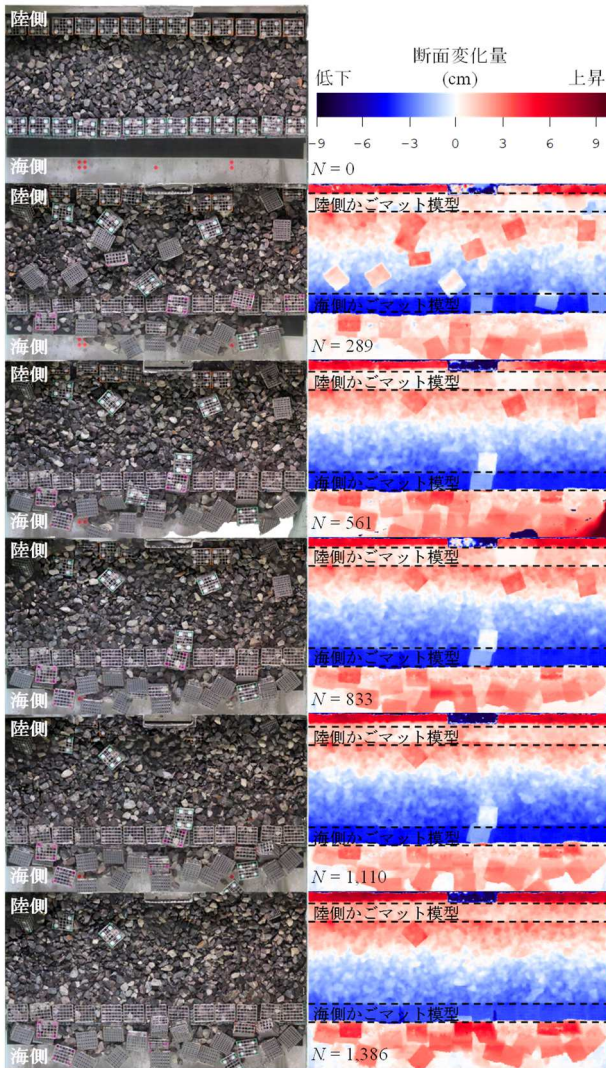 陸側
海側
断面変化量
低下 (cm) 上昇
−9 −6 −3 0 3 6 9
N = 0
陸側
海側
陸側かごマット模型
海側かごマット模型
N = 289
陸側
海側
陸側かごマット模型
海側かごマット模型
N = 561
陸側
海側
陸側かごマット模型
海側かごマット模型
N = 833
陸側
海側
陸側かごマット模型
海側かごマット模型
N = 1,110
陸側
海側
陸側かごマット模型
海側かごマット模型
N = 1,386